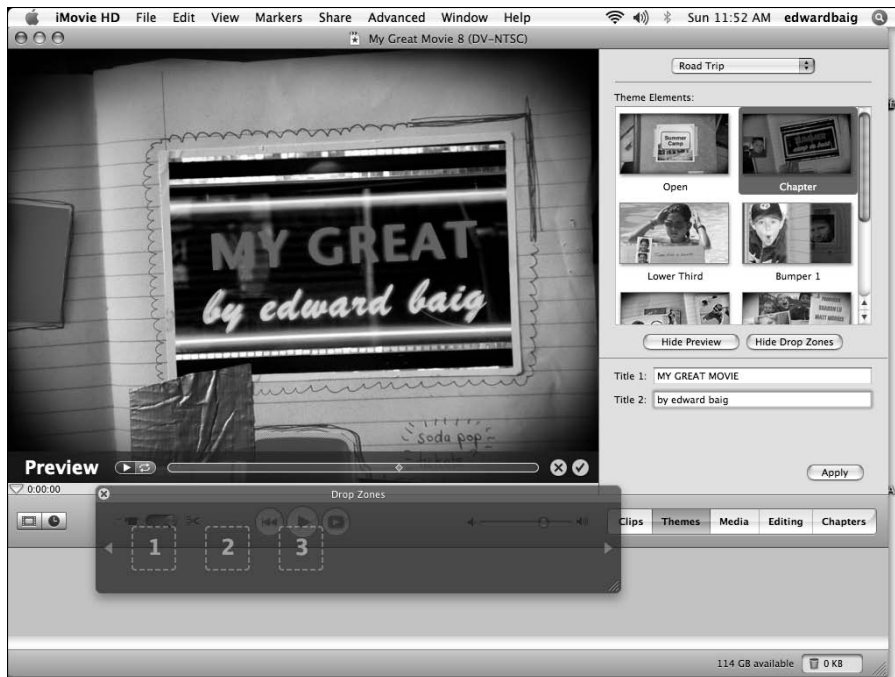 iMovie HD File Edit View Markers Share Advanced Window Help Sun 11:52 AM edwardbaig
My Great Movie 8 (DV-NTSC)
Road Trip
Theme Elements:
Summer
Camp
Open
Chapter
Lower Third
Bumper 1
MY GREAT
by edward baig
soda pop
Hide Preview Hide Drop Zones
Title 1: MY GREAT MOVIE
Title 2: by edward baig
Preview
Apply
0:00:00
Drop Zones
1 2 3
Clips Themes Media Editing Chapters
114 GB available 0 KB